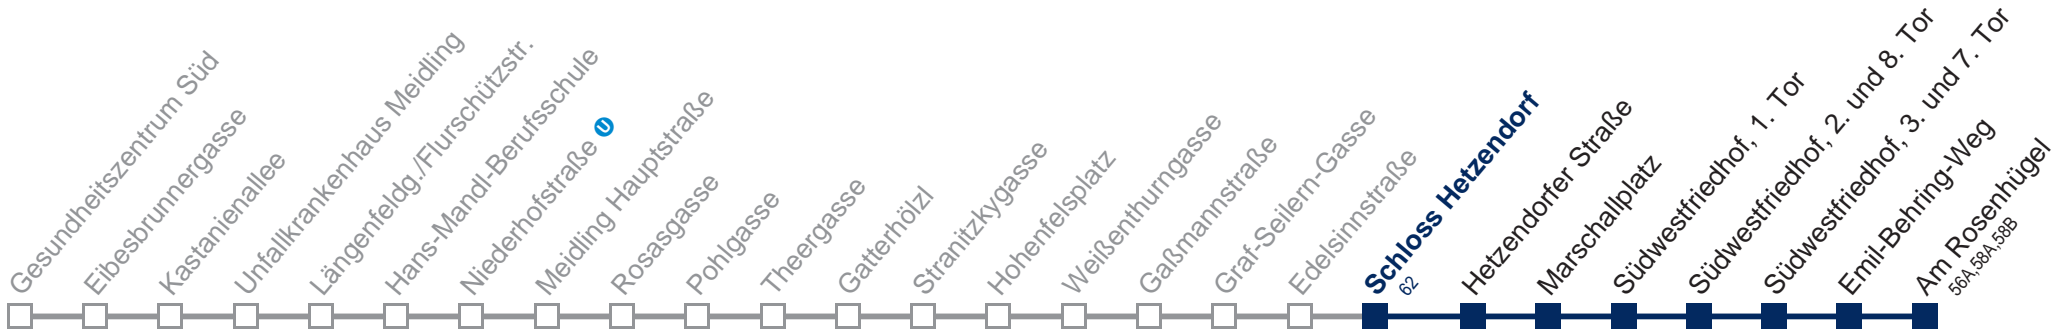 Gesundheitszentrum Süd
Eibesbrunnergasse
Kastanienallee
Unfallkrankenhaus Meidling
Längenfeldg./Flurschützstr.
Hans-Mandl-Berufsschule
Niederhofstraße U
Meidling Hauptstraße
Rosasgasse
Pohlgasse
Theergasse
Gatterhölzl
Stranitzkygasse
Hohenfelsplatz
Weißenthurngasse
Gaßmannstraße
Graf-Seilern-Gasse
Edelsinnstraße
Schloss Hetzendorf
62
Hetzendorfer Straße
Marschallplatz
Südwestfriedhof, 1. Tor
Südwestfriedhof, 2. und 8. Tor
Südwestfriedhof, 3. und 7. Tor
Emil-Behring-Weg
Am Rosenhügel
56A,58A,58B